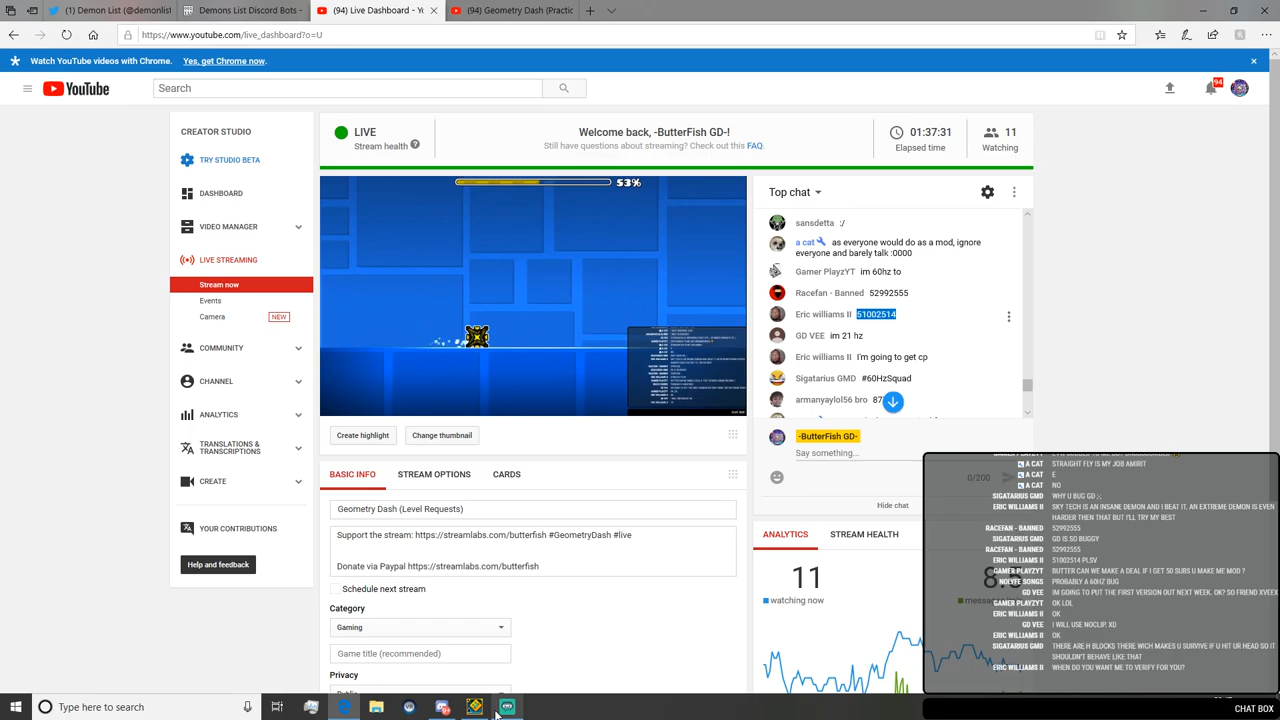 Demon List (@demonlist
Demons List Discord Bots -
(94) Live Dashboard - Y
(94) Geometry Dash (Practic
https://www.youtube.com/live_dashboard?o=U
Watch YouTube videos with Chrome. Yes, get Chrome now.
YouTube
Search
94
CREATOR STUDIO
TRY STUDIO BETA
DASHBOARD
VIDEO MANAGER
LIVE STREAMING
Stream now
Events
Camera NEW
COMMUNITY
CHANNEL
ANALYTICS
TRANSLATIONS &
TRANSCRIPTIONS
CREATE
YOUR CONTRIBUTIONS
Help and feedback
LIVE
Stream health
Welcome back, -ButterFish GD-!
Still have questions about streaming? Check out this FAQ.
01:37:31
Elapsed time
11
Watching
53%
Create highlight
Change thumbnail
BASIC INFO
STREAM OPTIONS
CARDS
Geometry Dash (Level Requests)
Support the stream: https://streamlabs.com/butterfish #GeometryDash #live
Donate via Paypal https://streamlabs.com/butterfish
Schedule next stream
Category
Gaming
Game title (recommended)
Privacy
Top chat
sansdetta :/
a cat as everyone would do as a mod, ignore
everyone and barely talk :0000
Gamer PlayzYT im 60hz to
Racefan - Banned 52992555
Eric williams II 51002514
GD VEE im 21 hz
Eric williams II I'm going to get cp
Sigatarius GMD #60HzSquad
armanyaylol56 bro 87
-ButterFish GD-
Say something...
0/200
Hide chat
ANALYTICS
STREAM HEALTH
11
watching now
A CAT STRAIGHT FLY IS MY JOB AMIRIT
A CAT E
A CAT NO
SIGATARIUS GMD WHY U BUG GD ;-;
ERIC WILLIAMS II SKY TECH IS AN INSANE DEMON AND I BEAT IT. AN EXTREME DEMON IS EVEN
HARDER THEN THAT BUT I'LL TRY MY BEST
RACEFAN - BANNED 52992555
SIGATARIUS GMD GD IS SO BUGGY
RACEFAN - BANNED 52992555
ERIC WILLIAMS II 51002514 PLSV
GAMER PLAYZYT BUTTER CAN WE MAKE A DEAL IF I GET 50 SUBS U MAKE ME MOD ?
NOLYFE SONGS PROBABLY A 60HZ BUG
GD VEE IM GOING TO PUT THE FIRST VERSION OUT NEXT WEEK. OK? SO FRIEND XVEEX
GAMER PLAYZYT OK LOL
ERIC WILLIAMS II OK
GD VEE I WILL USE NOCLIP. XD
ERIC WILLIAMS II OK
SIGATARIUS GMD THERE ARE H BLOCKS THERE WICH MAKES U SURVIVE IF U HIT UR HEAD SO IT
SHOULDN'T BEHAVE LIKE THAT
ERIC WILLIAMS II WHEN DO YOU WANT ME TO VERIFY FOR YOU?
Type here to search
CHAT BOX